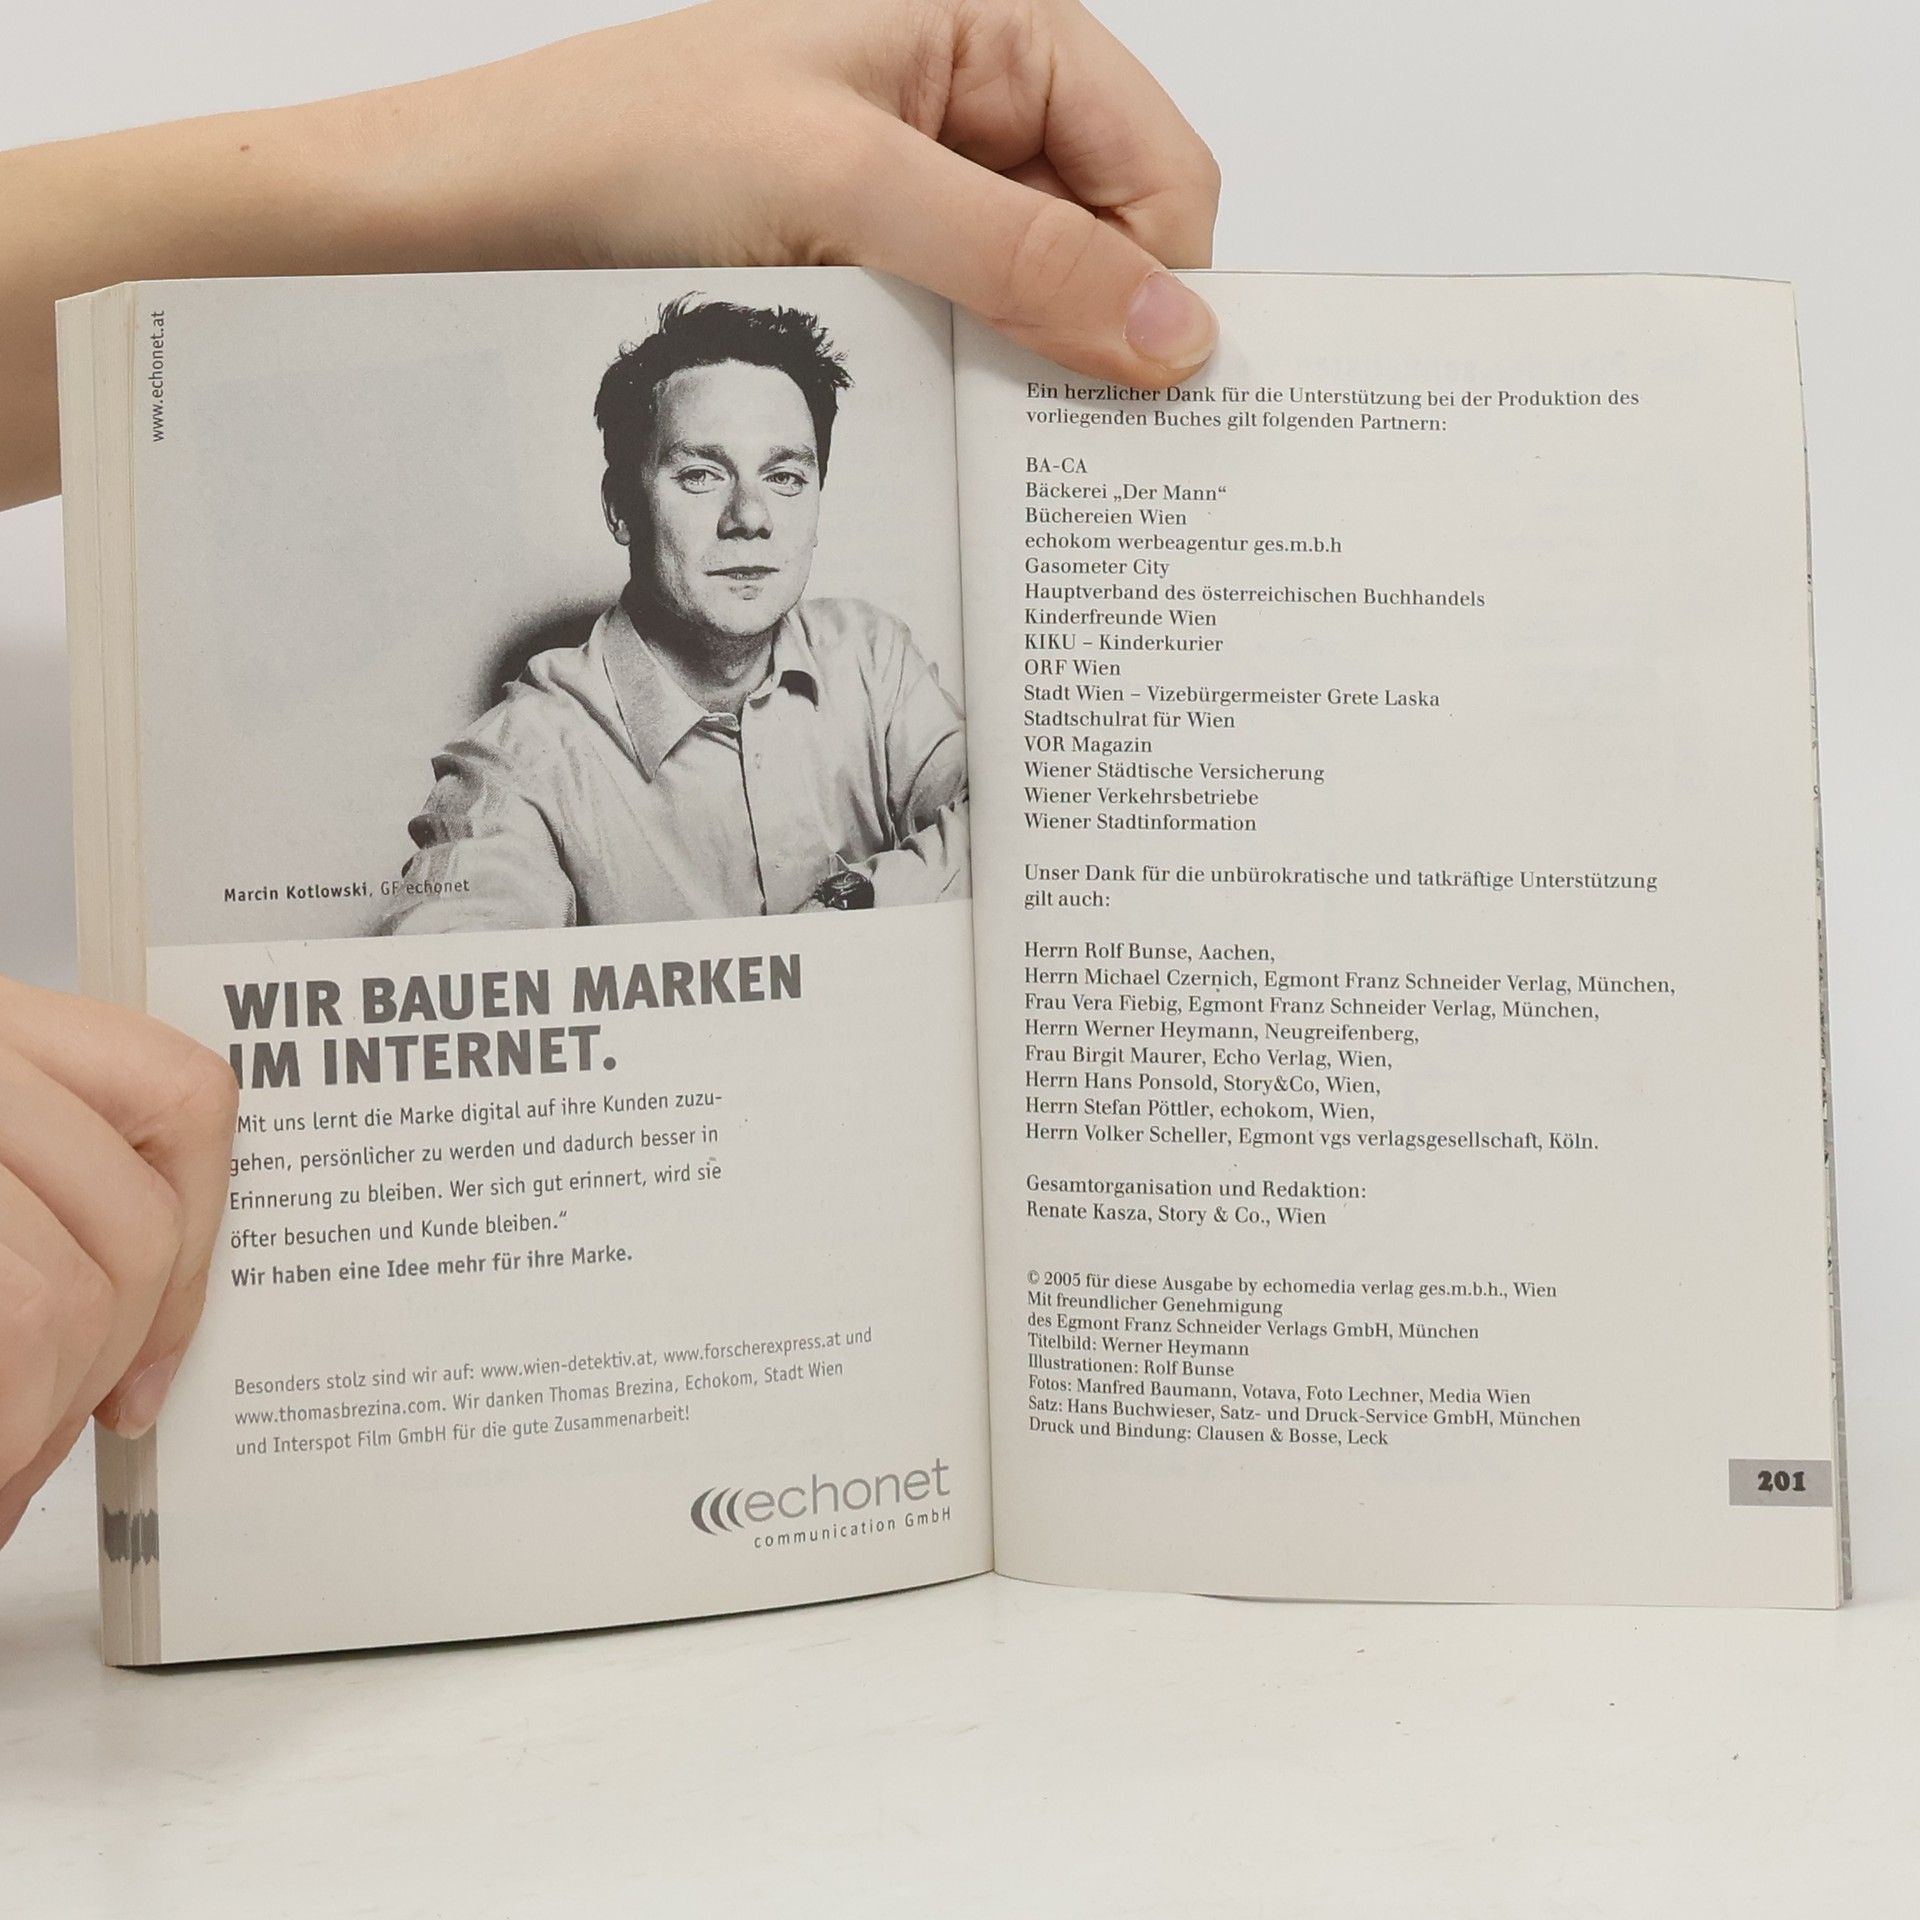 www.echonet.at
Marcin Kotlowski, GF echonet
WIR BAUEN MARKEN
IM INTERNET.
Mit uns lernt die Marke digital auf ihre Kunden zuzu-
gehen, persönlicher zu werden und dadurch besser in
Erinnerung zu bleiben. Wer sich gut erinnert, wird sie
öfter besuchen und Kunde bleiben.“
Wir haben eine Idee mehr für ihre Marke.
Besonders stolz sind wir auf: www.wien-detektiv.at, www.forscherexpress.at und
www.thomasbrezina.com. Wir danken Thomas Brezina, Echokom, Stadt Wien
und Interspot Film GmbH für die gute Zusammenarbeit!
echonet
communication GmbH
Ein herzlicher Dank für die Unterstützung bei der Produktion des
vorliegenden Buches gilt folgenden Partnern:
BA-CA
Bäckerei „Der Mann“
Büchereien Wien
echokom werbeagentur ges.m.b.h
Gasometer City
Hauptverband des österreichischen Buchhandels
Kinderfreunde Wien
KIKU – Kinderkurier
ORF Wien
Stadt Wien – Vizebürgermeister Grete Laska
Stadtschulrat für Wien
VOR Magazin
Wiener Städtische Versicherung
Wiener Verkehrsbetriebe
Wiener Stadtinformation
Unser Dank für die unbürokratische und tatkräftige Unterstützung
gilt auch:
Herrn Rolf Bunse, Aachen,
Herrn Michael Czernich, Egmont Franz Schneider Verlag, München,
Frau Vera Fiebig, Egmont Franz Schneider Verlag, München,
Herrn Werner Heymann, Neugreifenberg,
Frau Birgit Maurer, Echo Verlag, Wien,
Herrn Hans Ponsold, Story&Co, Wien,
Herrn Stefan Pöttler, echokom, Wien,
Herrn Volker Scheller, Egmont vgs verlagsgesellschaft, Köln.
Gesamtorganisation und Redaktion:
Renate Kasza, Story & Co., Wien
© 2005 für diese Ausgabe by echomedia verlag ges.m.b.h., Wien
Mit freundlicher Genehmigung
des Egmont Franz Schneider Verlags GmbH, München
Titelbild: Werner Heymann
Illustrationen: Rolf Bunse
Fotos: Manfred Baumann, Votava, Foto Lechner, Media Wien
Satz: Hans Buchwieser, Satz- und Druck-Service GmbH, München
Druck und Bindung: Clausen & Bosse, Leck
201